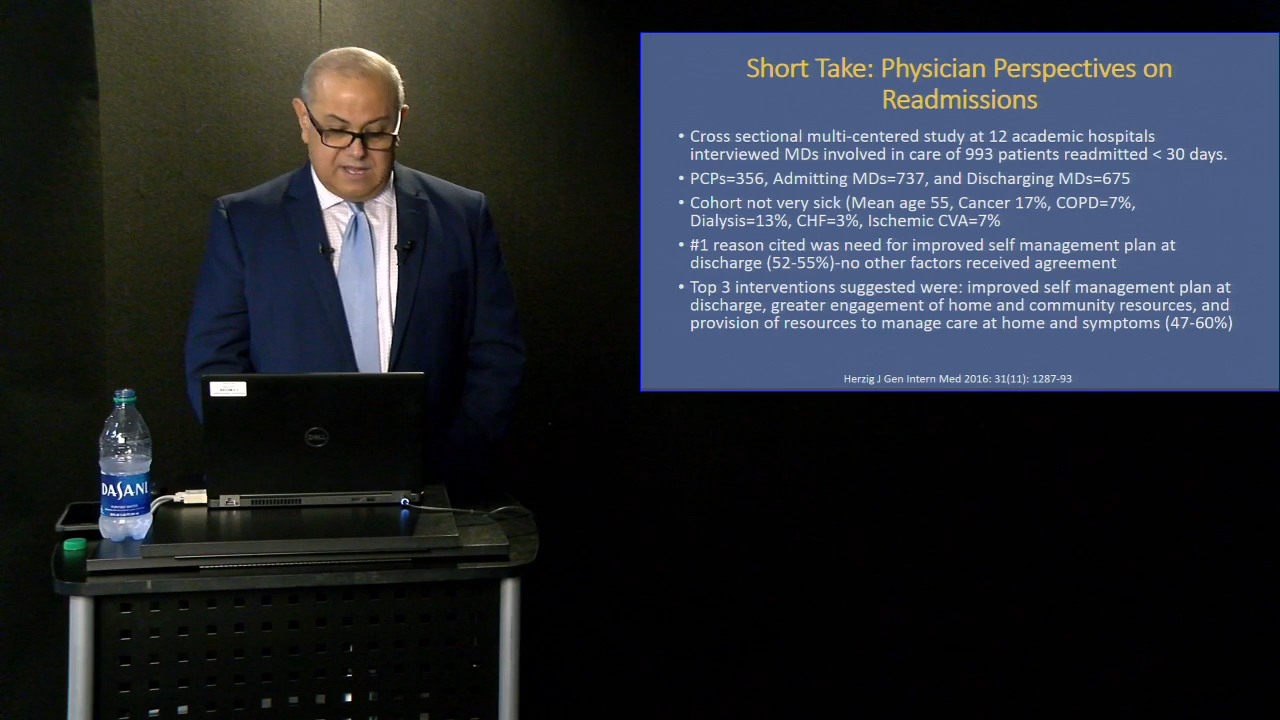 Short Take: Physician Perspectives on
Readmissions
• Cross sectional multi-centered study at 12 academic hospitals
interviewed MDs involved in care of 993 patients readmitted < 30 days.
• PCPs=356, Admitting MDs=737, and Discharging MDs=675
• Cohort not very sick (Mean age 55, Cancer 17%, COPD=7%,
Dialysis=13%, CHF=3%, Ischemic CVA=7%
• #1 reason cited was need for improved self management plan at
discharge (52-55%)-no other factors received agreement
• Top 3 interventions suggested were: improved self management plan at
discharge, greater engagement of home and community resources, and
provision of resources to manage care at home and symptoms (47-60%)
Herzig J Gen Intern Med 2016: 31(11): 1287-93
DELL
DASANI